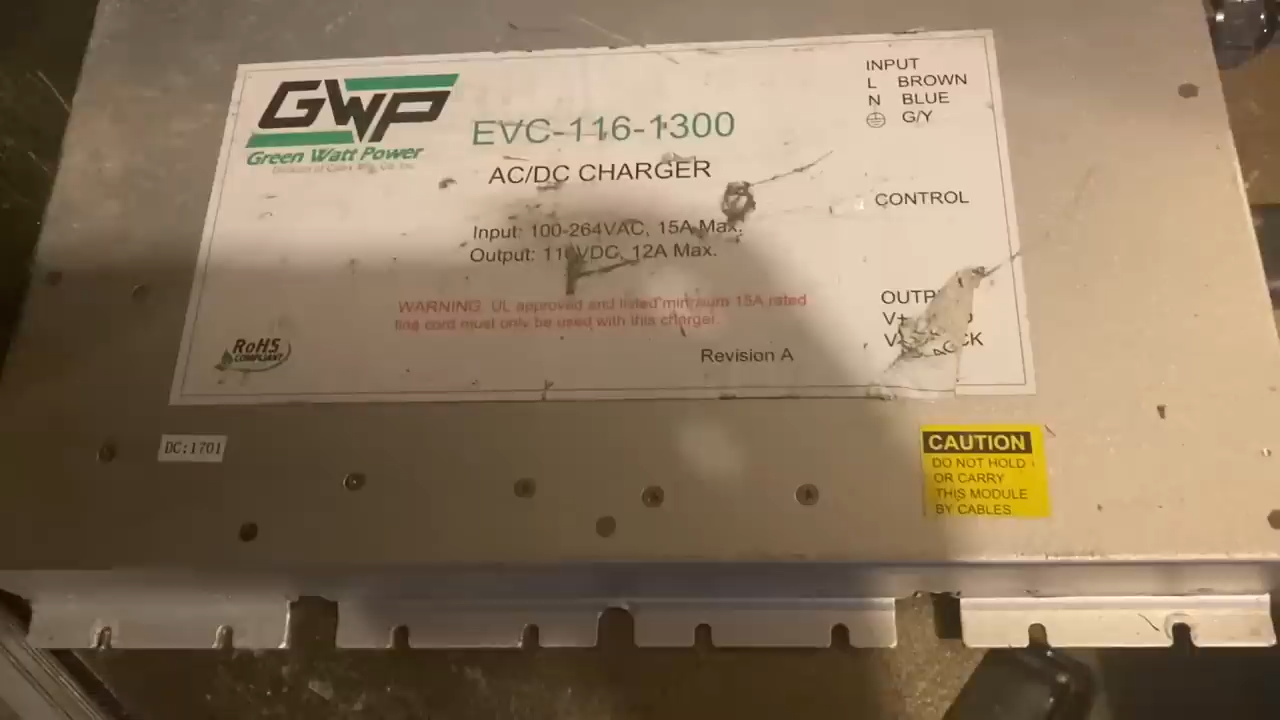 GWP
Green Watt Power
EVC-116-1300
AC/DC CHARGER
Input: 100-264VAC, 15A Max.
Output: 116VDC, 12A Max.
WARNING: UL approved and listed minimum 15A rated
line cord must only be used with this charger.
Revision A
RoHS
COMPLIANT
INPUT
L BROWN
N BLUE
G/Y
CONTROL
DC:1701
CAUTION
DO NOT HOLD
OR CARRY
THIS MODULE
BY CABLES